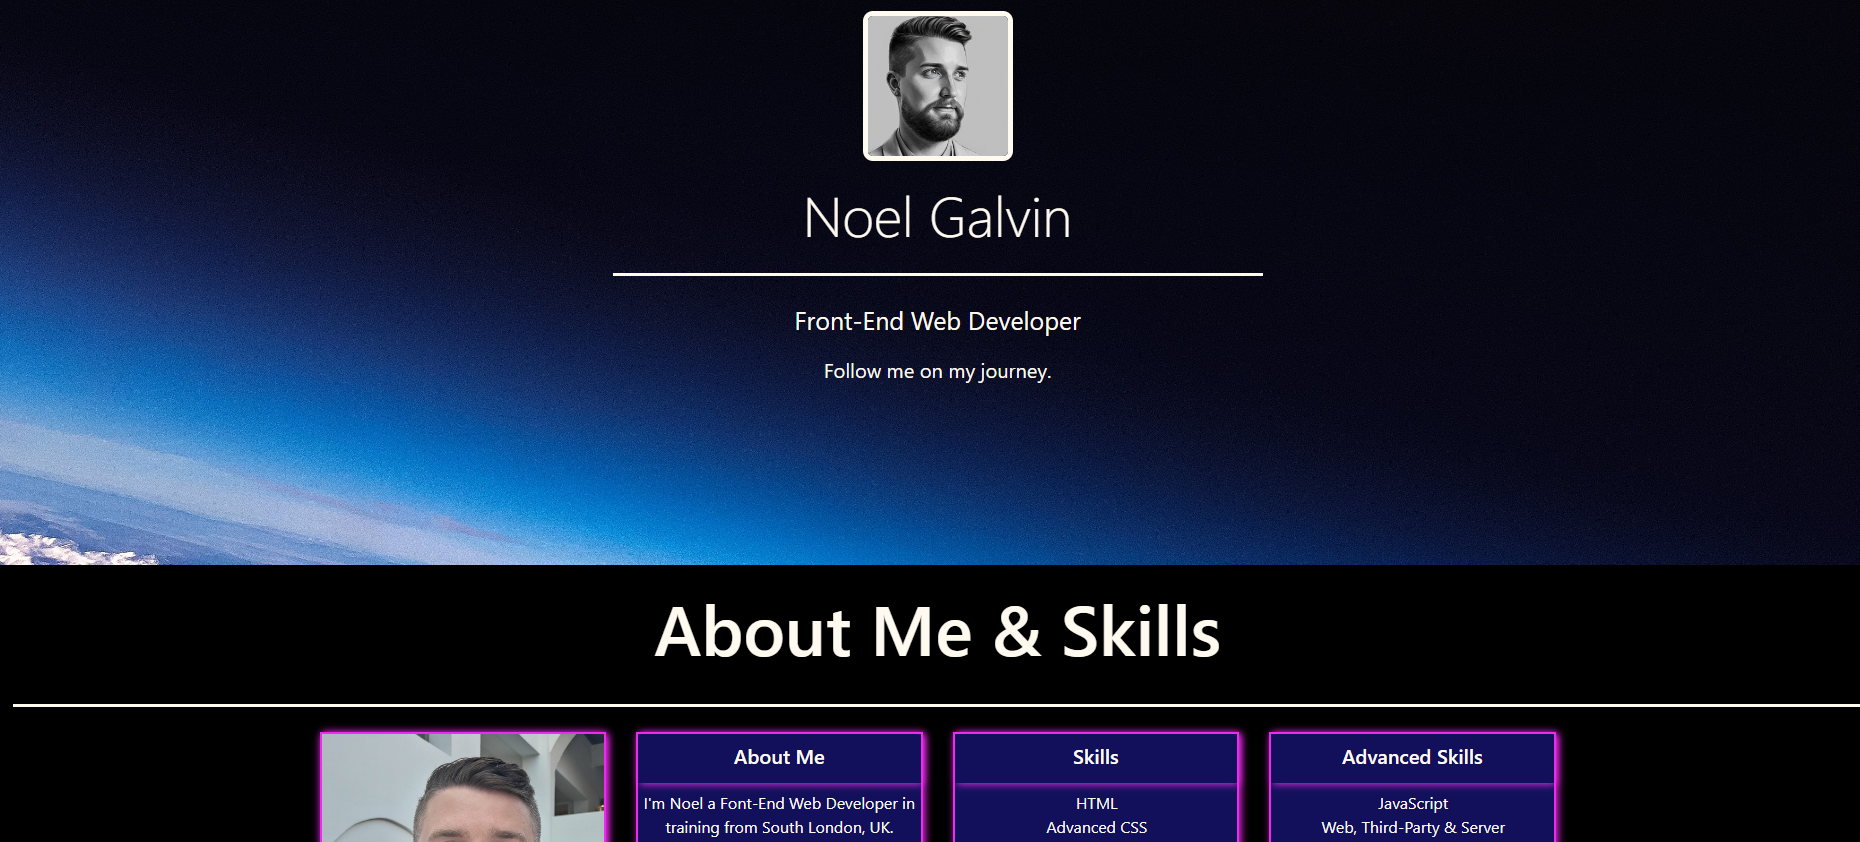 Noel Galvin
Front-End Web Developer
Follow me on my journey.
About Me & Skills
About Me
I'm Noel a Font-End Web Developer in
training from South London, UK.
Skills
HTML
Advanced CSS
Advanced Skills
JavaScript
Web, Third-Party & Server